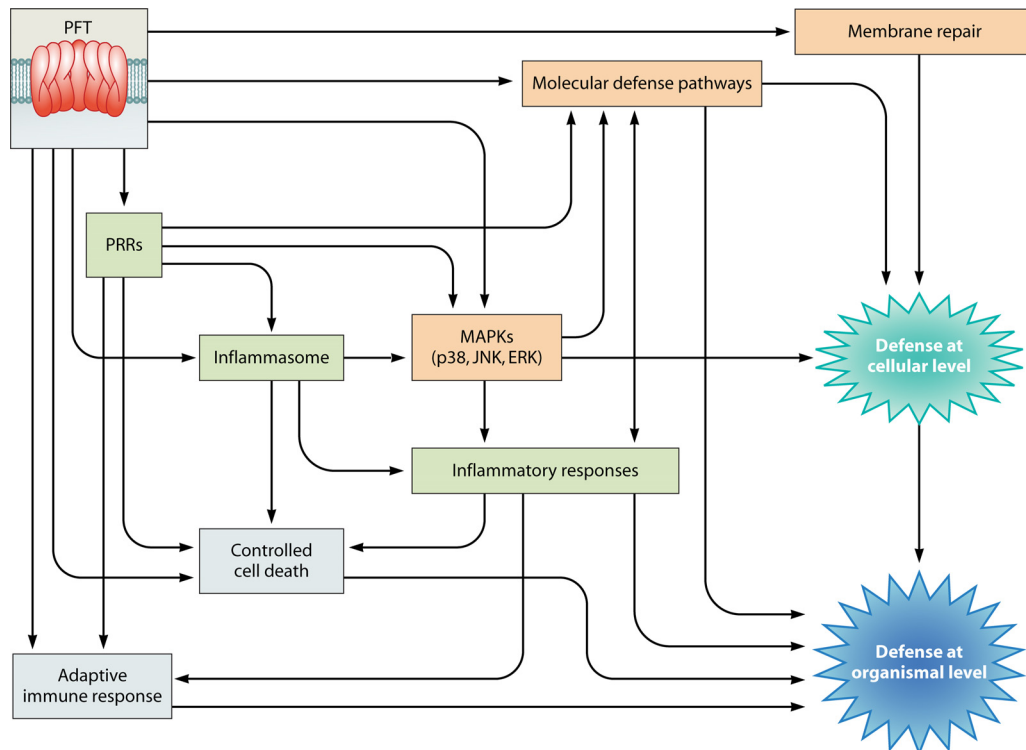 PFT
Membrane repair
Molecular defense pathways
PRRs
Inflammasome
MAPKs
(p38, JNK, ERK)
Defense at
cellular level
Inflammatory responses
Controlled
cell death
Adaptive
immune response
Defense at
organismal level